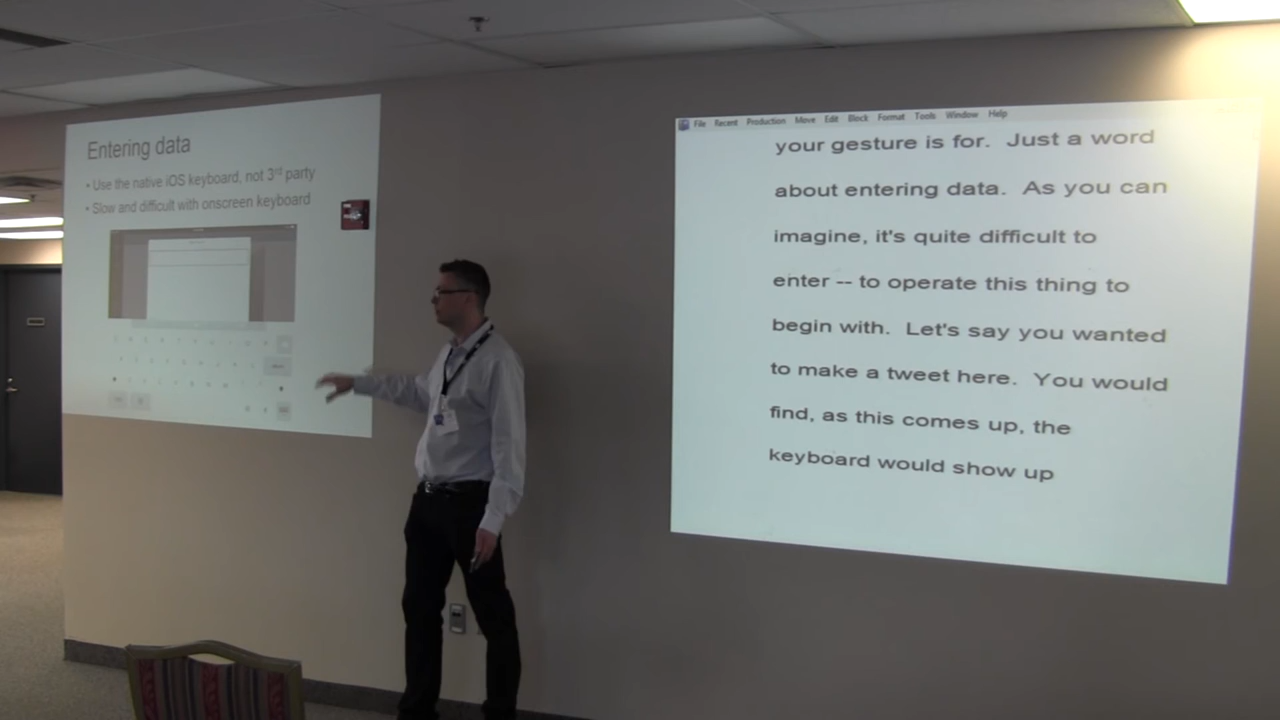 Entering data
• Use the native iOS keyboard, not 3rd party
• Slow and difficult with onscreen keyboard
File Recent Production Move Edit Block Format Tools Window Help
your gesture is for. Just a word
about entering data. As you can
imagine, it's quite difficult to
enter -- to operate this thing to
begin with. Let's say you wanted
to make a tweet here. You would
find, as this comes up, the
keyboard would show up